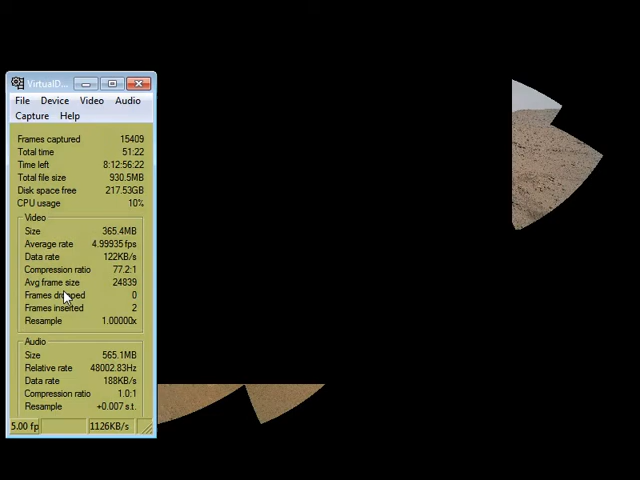 VirtualD...
File Device Video Audio
Capture Help
Frames captured 15409
Total time 51:22
Time left 8:12:56:22
Total file size 930.5MB
Disk space free 217.53GB
CPU usage 10%
Video
Size 365.4MB
Average rate 4.99935 fps
Data rate 122KB/s
Compression ratio 77.2:1
Avg frame size 24839
Frames dropped 0
Frames inserted 2
Resample 1.00000x
Audio
Size 565.1MB
Relative rate 48002.83Hz
Data rate 188KB/s
Compression ratio 1.0:1
Resample +0.007 s.t.
5.00 fp 1126KB/s